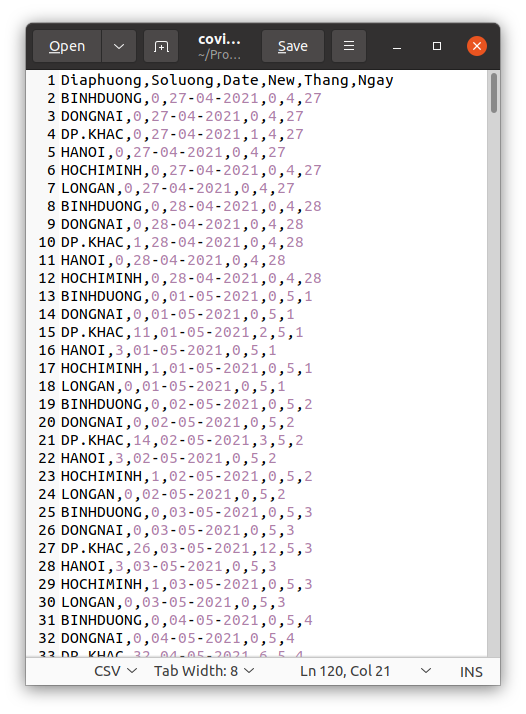 Open
covi...
~/Pro...
Save
1 Diaphuong,Soluong,Date,New,Thang,Ngay
2 BINHDUONG,0,27-04-2021,0,4,27
3 DONGNAI,0,27-04-2021,0,4,27
4 DP.KHAC,0,27-04-2021,1,4,27
5 HANOI,0,27-04-2021,0,4,27
6 HOCHIMINH,0,27-04-2021,0,4,27
7 LONGAN,0,27-04-2021,0,4,27
8 BINHDUONG,0,28-04-2021,0,4,28
9 DONGNAI,0,28-04-2021,0,4,28
10 DP.KHAC,1,28-04-2021,0,4,28
11 HANOI,0,28-04-2021,0,4,28
12 HOCHIMINH,0,28-04-2021,0,4,28
13 BINHDUONG,0,01-05-2021,0,5,1
14 DONGNAI,0,01-05-2021,0,5,1
15 DP.KHAC,11,01-05-2021,2,5,1
16 HANOI,3,01-05-2021,0,5,1
17 HOCHIMINH,1,01-05-2021,0,5,1
18 LONGAN,0,01-05-2021,0,5,1
19 BINHDUONG,0,02-05-2021,0,5,2
20 DONGNAI,0,02-05-2021,0,5,2
21 DP.KHAC,14,02-05-2021,3,5,2
22 HANOI,3,02-05-2021,0,5,2
23 HOCHIMINH,1,02-05-2021,0,5,2
24 LONGAN,0,02-05-2021,0,5,2
25 BINHDUONG,0,03-05-2021,0,5,3
26 DONGNAI,0,03-05-2021,0,5,3
27 DP.KHAC,26,03-05-2021,12,5,3
28 HANOI,3,03-05-2021,0,5,3
29 HOCHIMINH,1,03-05-2021,0,5,3
30 LONGAN,0,03-05-2021,0,5,3
31 BINHDUONG,0,04-05-2021,0,5,4
32 DONGNAI,0,04-05-2021,0,5,4
33 DP.KHAC,32,04-05-2021,6,5,4
CSV Tab Width: 8 Ln 120, Col 21 INS